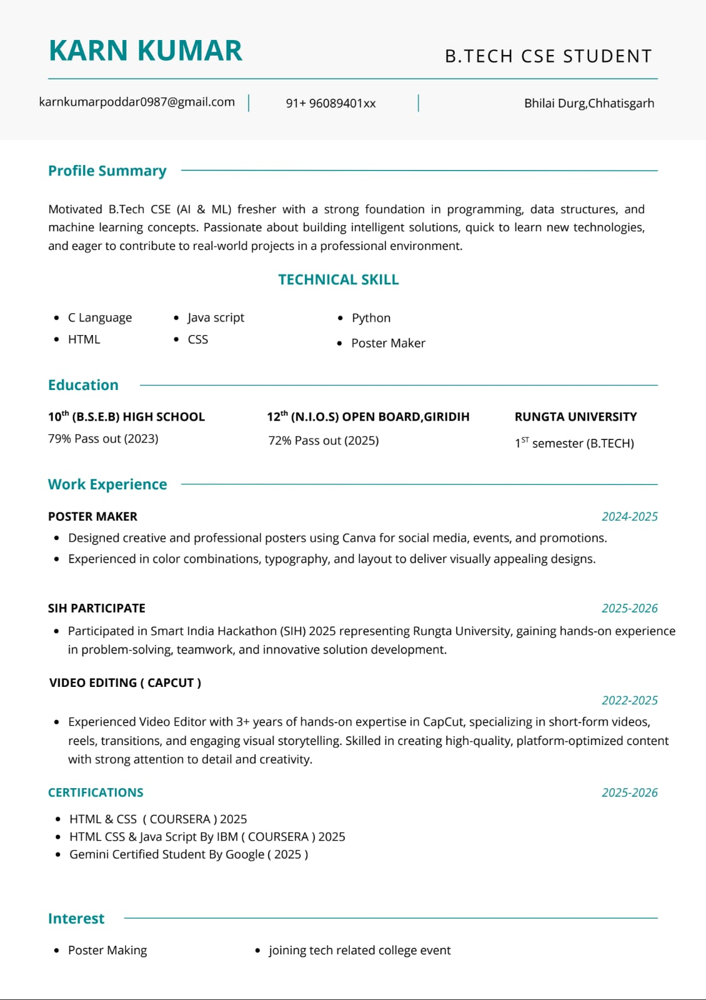 KARN KUMAR
B.TECH CSE STUDENT
karnkumarpoddar0987@gmail.com
91+ 96089401xx
Bhilai Durg,Chhatisgarh
Profile Summary
Motivated B.Tech CSE (AI & ML) fresher with a strong foundation in programming, data structures, and
machine learning concepts. Passionate about building intelligent solutions, quick to learn new technologies,
and eager to contribute to real-world projects in a professional environment.
TECHNICAL SKILL
• C Language
• HTML
• Java script
• CSS
• Python
• Poster Maker
Education
10th (B.S.E.B) HIGH SCHOOL
79% Pass out (2023)
12th (N.I.O.S) OPEN BOARD,GIRIDIH
72% Pass out (2025)
RUNGTA UNIVERSITY
1ST semester (B.TECH)
Work Experience
POSTER MAKER
2024-2025
• Designed creative and professional posters using Canva for social media, events, and promotions.
• Experienced in color combinations, typography, and layout to deliver visually appealing designs.
SIH PARTICIPATE
2025-2026
• Participated in Smart India Hackathon (SIH) 2025 representing Rungta University, gaining hands-on experience
in problem-solving, teamwork, and innovative solution development.
VIDEO EDITING ( CAPCUT )
2022-2025
• Experienced Video Editor with 3+ years of hands-on expertise in CapCut, specializing in short-form videos,
reels, transitions, and engaging visual storytelling. Skilled in creating high-quality, platform-optimized content
with strong attention to detail and creativity.
CERTIFICATIONS
2025-2026
• HTML & CSS  ( COURSERA ) 2025
• HTML CSS & Java Script By IBM ( COURSERA ) 2025
• Gemini Certified Student By Google ( 2025 )
Interest
• Poster Making
• joining tech related college event